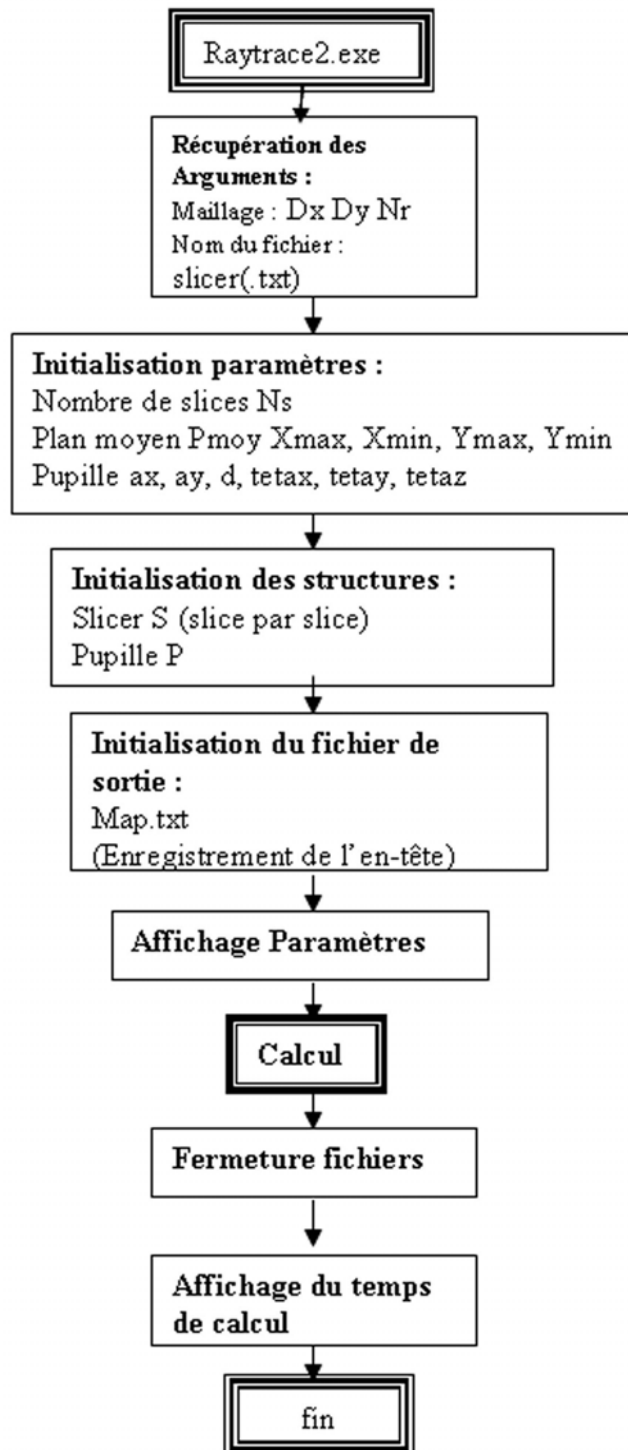 Raytrace2.exe
Récupération des
Arguments :
Maillage : Dx Dy Nr
Nom du fichier :
slicer(.txt)
Initialisation paramètres :
Nombre de slices Ns
Plan moyen Pmoy Xmax, Xmin, Ymax, Ymin
Pupille ax, ay, d, tetax, tetay, tetaz
Initialisation des structures :
Slicer S (slice par slice)
Pupille P
Initialisation du fichier de
sortie :
Map.txt
(Enregistrement de l'en-tête)
Affichage Paramètres
Calcul
Fermeture fichiers
Affichage du temps
de calcul
fin